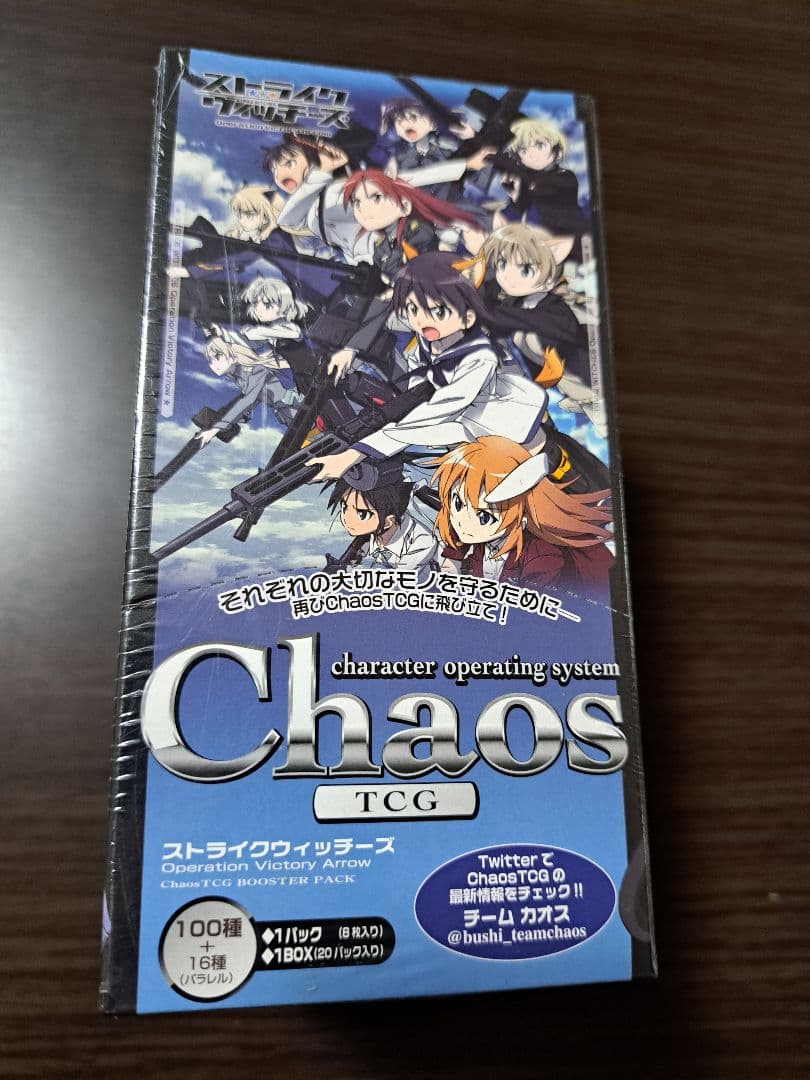 ストライク
ウィッチーズ
OPERATION VICTORY ARROW
Operation Victory Arrow ★
それぞれの大切なモノを守るために―
再びChaosTCGに飛び立て！
character operating system
Chaos
TCG
ストライクウィッチーズ
Operation Victory Arrow
ChaosTCG BOOSTER PACK
100種
+
16種
(パラレル)
◆1パック (8枚入り)
◆1BOX(20パック入り)
Twitterで
ChaosTCGの
最新情報をチェック!!
チーム カオス
@bushi_teamchaos